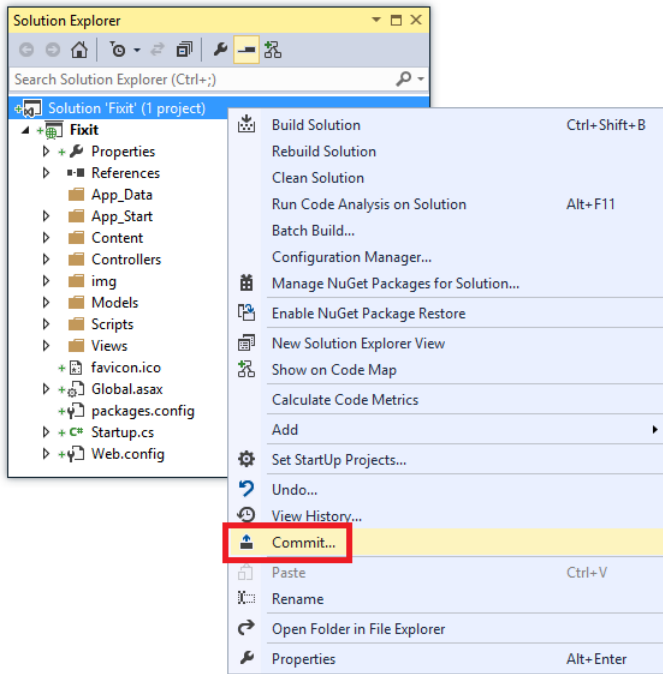 Solution Explorer
Search Solution Explorer (Ctrl+;)
Solution 'Fixit' (1 project)
Fixit
Properties
References
App_Data
App_Start
Content
Controllers
img
Models
Scripts
Views
favicon.ico
Global.asax
packages.config
C# Startup.cs
Web.config
Build Solution Ctrl+Shift+B
Rebuild Solution
Clean Solution
Run Code Analysis on Solution Alt+F11
Batch Build...
Configuration Manager...
Manage NuGet Packages for Solution...
Enable NuGet Package Restore
New Solution Explorer View
Show on Code Map
Calculate Code Metrics
Add
Set StartUp Projects...
Undo...
View History...
Commit...
Paste Ctrl+V
Rename
Open Folder in File Explorer
Properties Alt+Enter